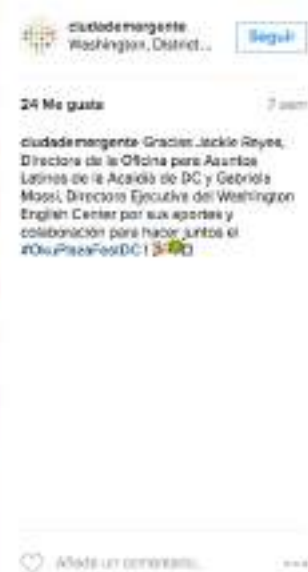 ciudademergente
Washington, District...
Seguir
24 Me gusta
7 sem
ciudademergente Gracias Jackie Reyes,
Directora de la Oficina para Asuntos
Latinos de la Acaldía de DC y Gabriela
Mossi, Directora Ejecutiva del Washington
English Center por sus aportes y
colaboración para hacer juntos el
#OkuPlazaFestDC !
Añade un comentario...